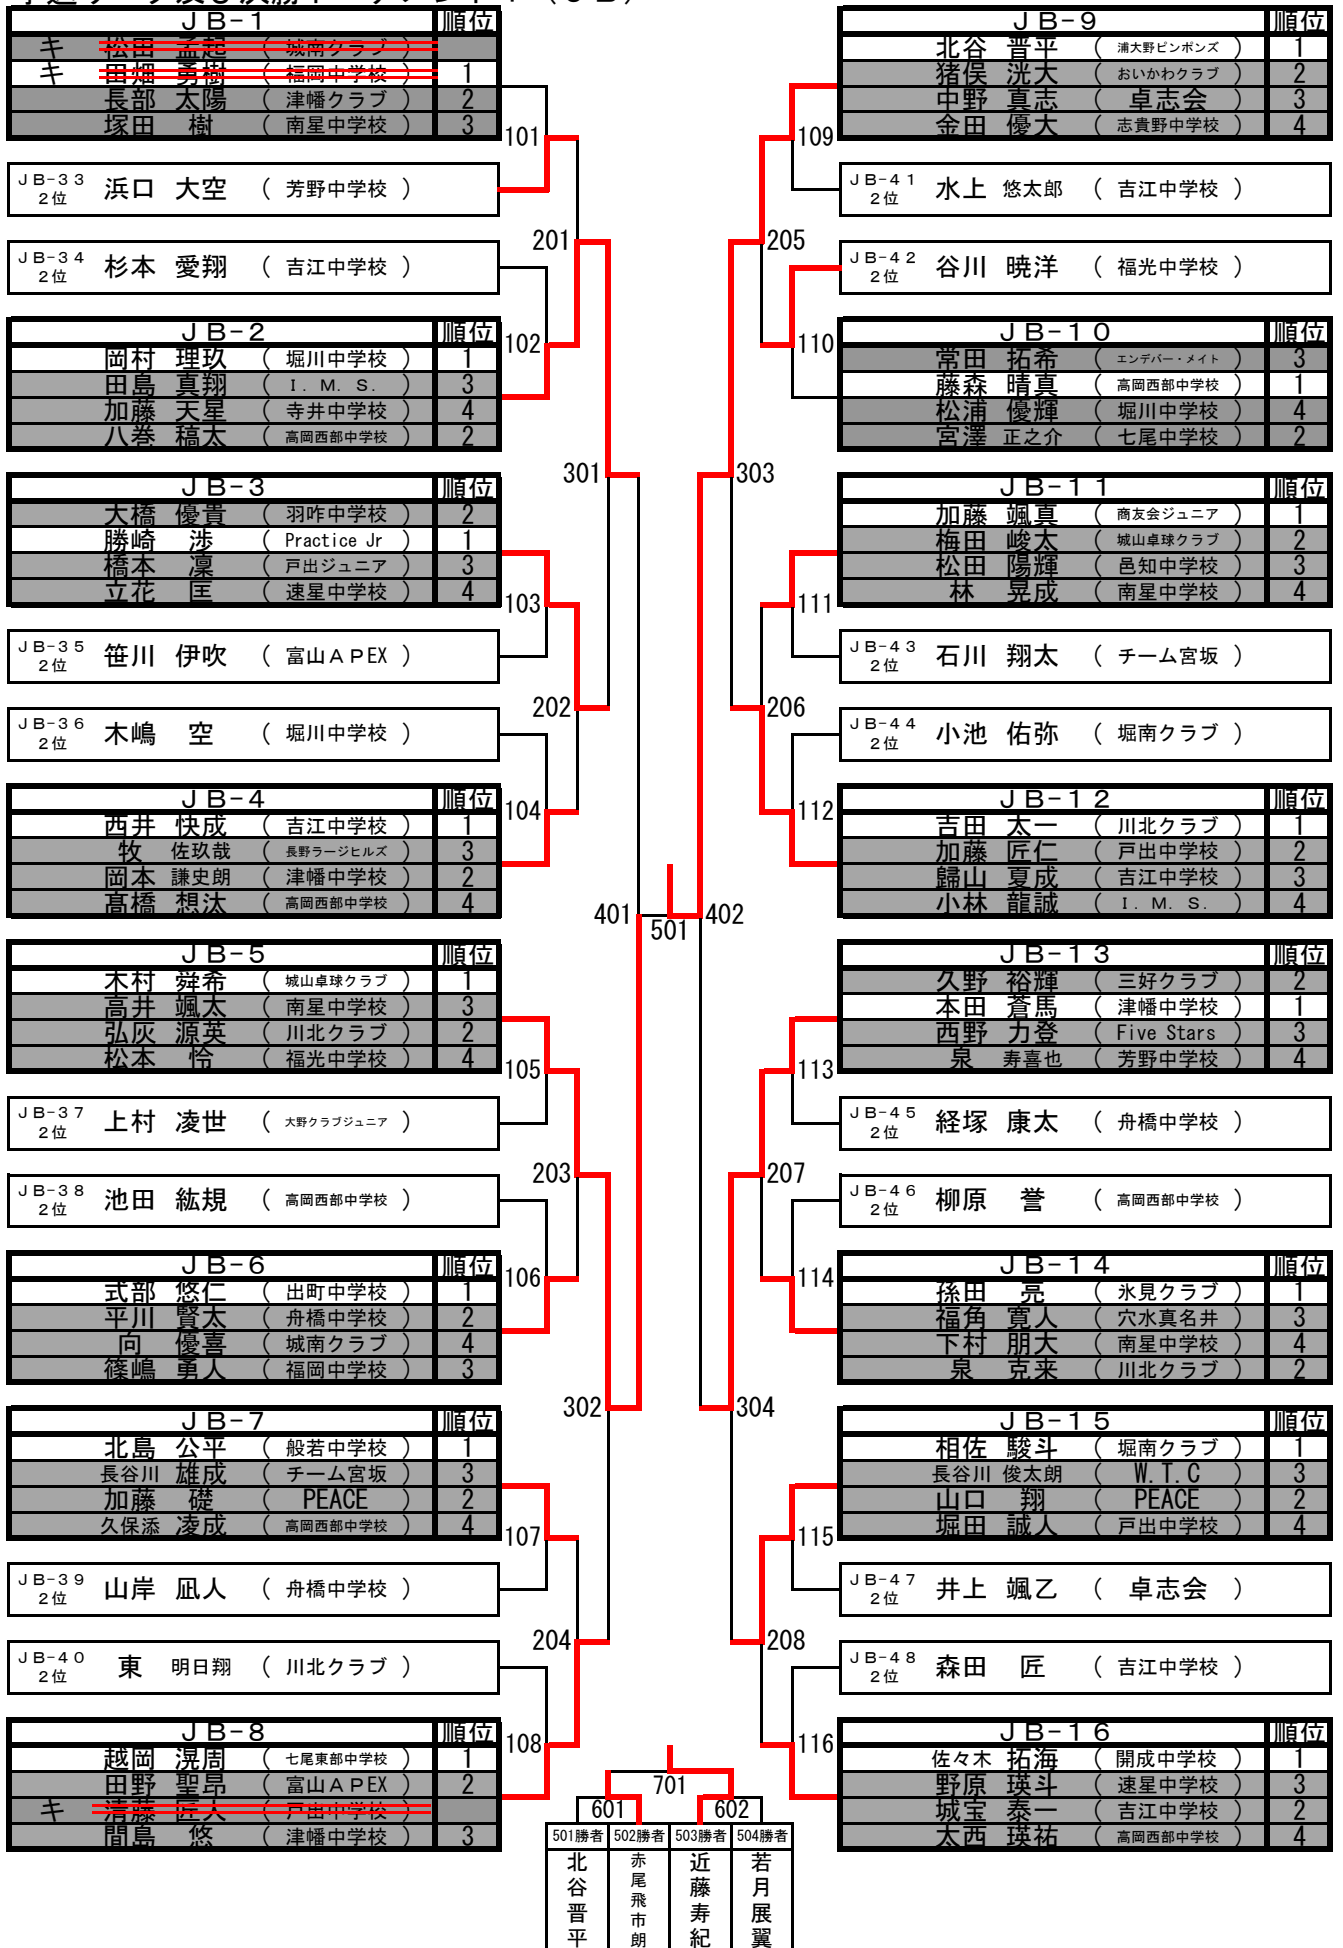 JB-1 順位
キ 松田 孟起 （ 城南クラブ ）
キ 田畑 勇樹 （ 福岡中学校 ） 1
長部 太陽 （ 津幡クラブ ） 2
塚田 樹 （ 南星中学校 ） 3
101
JB-33 2位 浜口 大空 （ 芳野中学校 ）
201
JB-34 2位 杉本 愛翔 （ 吉江中学校 ）
JB-2 順位
102
岡村 理玖 （ 堀川中学校 ） 1
田島 真翔 （ I. M. S. ） 3
加藤 天星 （ 寺井中学校 ） 4
八巻 稿太 （ 高岡西部中学校 ） 2
301
JB-3 順位
大橋 優貴 （ 羽咋中学校 ） 2
勝崎 渉 （ Practice Jr ） 1
橋本 凜 （ 戸出ジュニア ） 3
立花 匡 （ 速星中学校 ） 4
103
JB-35 2位 笹川 伊吹 （ 富山APEX ）
202
JB-36 2位 木嶋 空 （ 堀川中学校 ）
JB-4 順位
104
西井 快成 （ 吉江中学校 ） 1
牧 佐玖哉 （ 長野ラージヒルズ ） 3
岡本 謙史朗 （ 津幡中学校 ） 2
髙橋 想汰 （ 高岡西部中学校 ） 4
401
501
402
JB-5 順位
木村 舜希 （ 城山卓球クラブ ） 1
高井 颯太 （ 南星中学校 ） 3
弘灰 源英 （ 川北クラブ ） 2
松本 怜 （ 福光中学校 ） 4
105
JB-37 2位 上村 凌世 （ 大野クラブジュニア ）
203
JB-38 2位 池田 紘規 （ 高岡西部中学校 ）
JB-6 順位
106
式部 悠仁 （ 出町中学校 ） 1
平川 賢太 （ 舟橋中学校 ） 2
向 優喜 （ 城南クラブ ） 4
篠嶋 勇人 （ 福岡中学校 ） 3
302
JB-7 順位
北島 公平 （ 般若中学校 ） 1
長谷川 雄成 （ チーム宮坂 ） 3
加藤 礎 （ PEACE ） 2
久保添 凌成 （ 高岡西部中学校 ） 4
107
JB-39 2位 山岸 凪人 （ 舟橋中学校 ）
204
JB-40 2位 東 明日翔 （ 川北クラブ ）
JB-8 順位
108
越岡 滉周 （ 七尾東部中学校 ） 1
田野 聖昂 （ 富山APEX ） 2
キ 清藤 匠人 （ 戸出中学校 ）
間島 悠 （ 津幡中学校 ） 3
JB-9 順位
北谷 晋平 （ 浦大野ピンポンズ ） 1
猪俣 洸大 （ おいかわクラブ ） 2
中野 真志 （ 卓志会 ） 3
金田 優大 （ 志貴野中学校 ） 4
109
JB-41 2位 水上 悠太郎 （ 吉江中学校 ）
205
JB-42 2位 谷川 暁洋 （ 福光中学校 ）
JB-10 順位
110
常田 拓希 （ エンデバー・メイト ） 3
藤森 晴真 （ 高岡西部中学校 ） 1
松浦 優輝 （ 堀川中学校 ） 4
宮澤 正之介 （ 七尾中学校 ） 2
303
JB-11 順位
加藤 颯真 （ 商友会ジュニア ） 1
梅田 峻太 （ 城山卓球クラブ ） 2
松田 陽輝 （ 邑知中学校 ） 3
林 晃成 （ 南星中学校 ） 4
111
JB-43 2位 石川 翔太 （ チーム宮坂 ）
206
JB-44 2位 小池 佑弥 （ 堀南クラブ ）
JB-12 順位
112
吉田 太一 （ 川北クラブ ） 1
加藤 匠仁 （ 戸出中学校 ） 2
歸山 夏成 （ 吉江中学校 ） 3
小林 龍誠 （ I. M. S. ） 4
JB-13 順位
久野 裕輝 （ 三好クラブ ） 2
本田 蒼馬 （ 津幡中学校 ） 1
西野 力登 （ Five Stars ） 3
泉 寿喜也 （ 芳野中学校 ） 4
113
JB-45 2位 経塚 康太 （ 舟橋中学校 ）
207
JB-46 2位 柳原 誉 （ 高岡西部中学校 ）
JB-14 順位
114
孫田 亮 （ 氷見クラブ ） 1
福角 寛人 （ 穴水真名井 ） 3
下村 朋大 （ 南星中学校 ） 4
泉 克来 （ 川北クラブ ） 2
304
JB-15 順位
相佐 駿斗 （ 堀南クラブ ） 1
長谷川 俊太朗 （ W.T.C ） 3
山口 翔 （ PEACE ） 2
堀田 誠人 （ 戸出中学校 ） 4
115
JB-47 2位 井上 颯乙 （ 卓志会 ）
208
JB-48 2位 森田 匠 （ 吉江中学校 ）
JB-16 順位
116
佐々木 拓海 （ 開成中学校 ） 1
野原 瑛斗 （ 速星中学校 ） 3
城宝 泰一 （ 吉江中学校 ） 2
太西 瑛祐 （ 高岡西部中学校 ） 4
701
601 602
501勝者 502勝者 503勝者 504勝者
北谷晋平
赤尾飛市朗
近藤寿紀
若月展翼